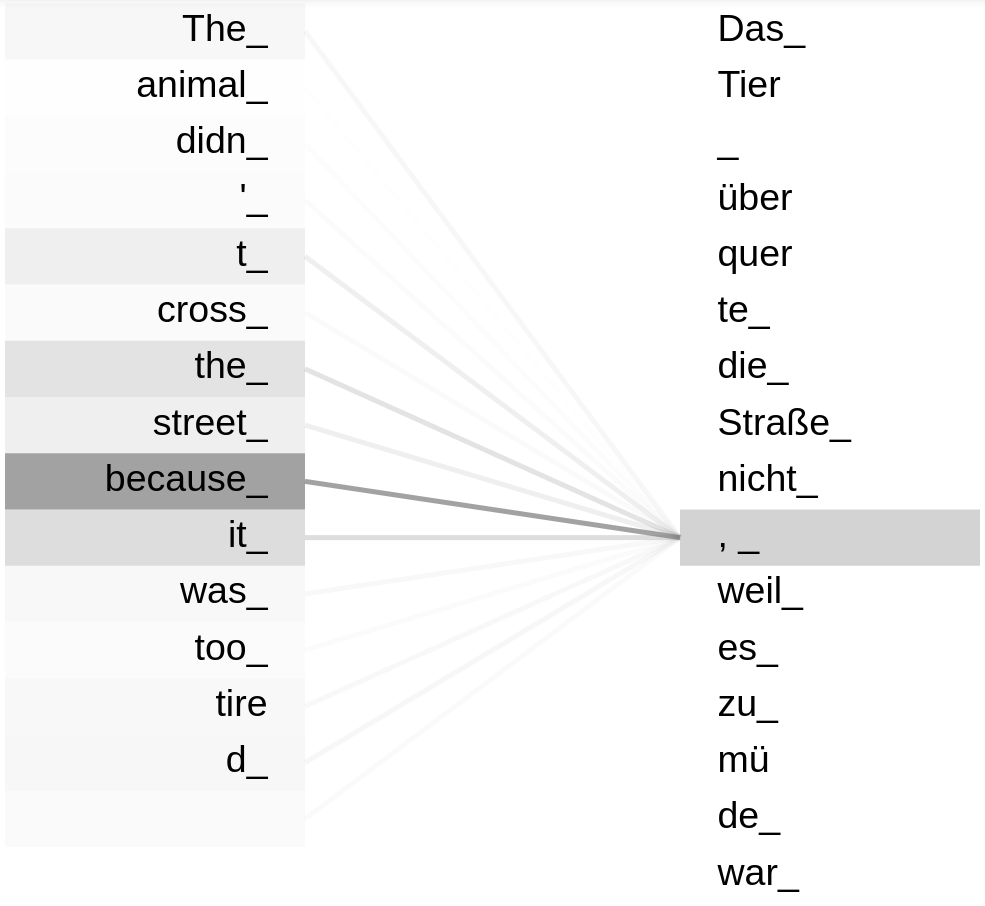 The_ Das_
animal_ Tier
didn_ _
'_ über
t_ quer
cross_ te_
the_ die_
street_ Straße_
because_ nicht_
it_ , _
was_ weil_
too_ es_
tire zu_
d_ mü
de_
war_